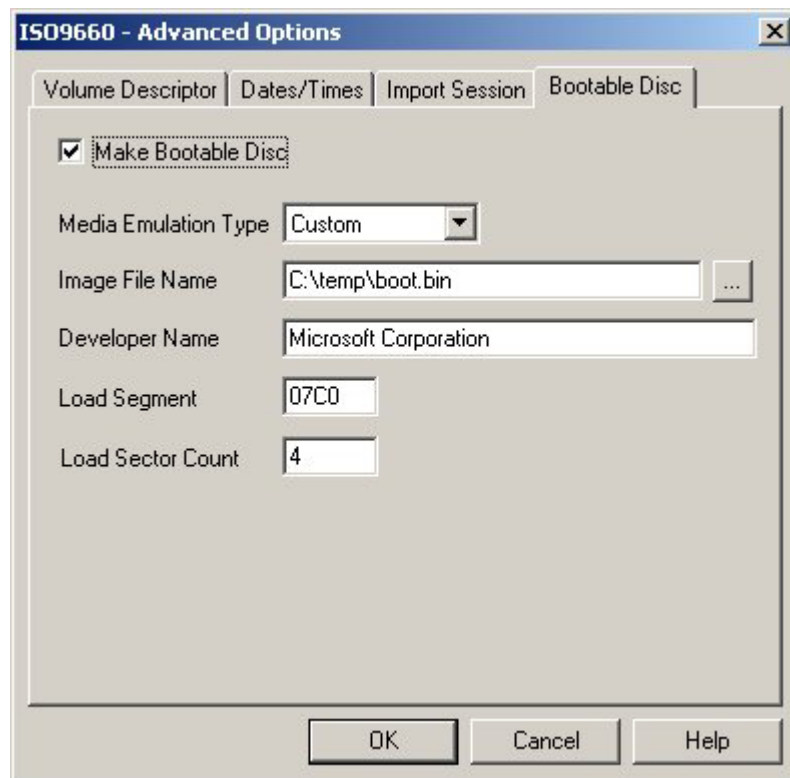 ISO9660 - Advanced Options
Volume Descriptor Dates/Times Import Session Bootable Disc
Make Bootable Disc
Media Emulation Type Custom
Image File Name C:\temp\boot.bin ...
Developer Name Microsoft Corporation
Load Segment 07C0
Load Sector Count 4
OK Cancel Help